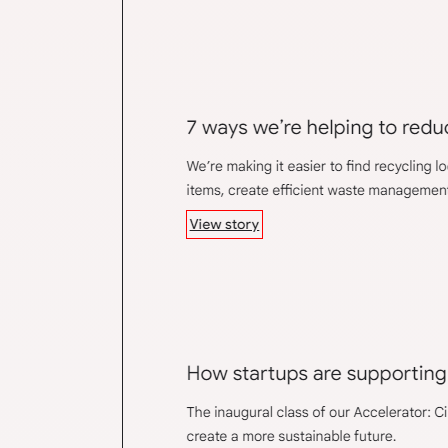 7 ways we're helping to reduc
We're making it easier to find recycling lo
items, create efficient waste management
View story
How startups are supporting
The inaugural class of our Accelerator: Ci
create a more sustainable future.